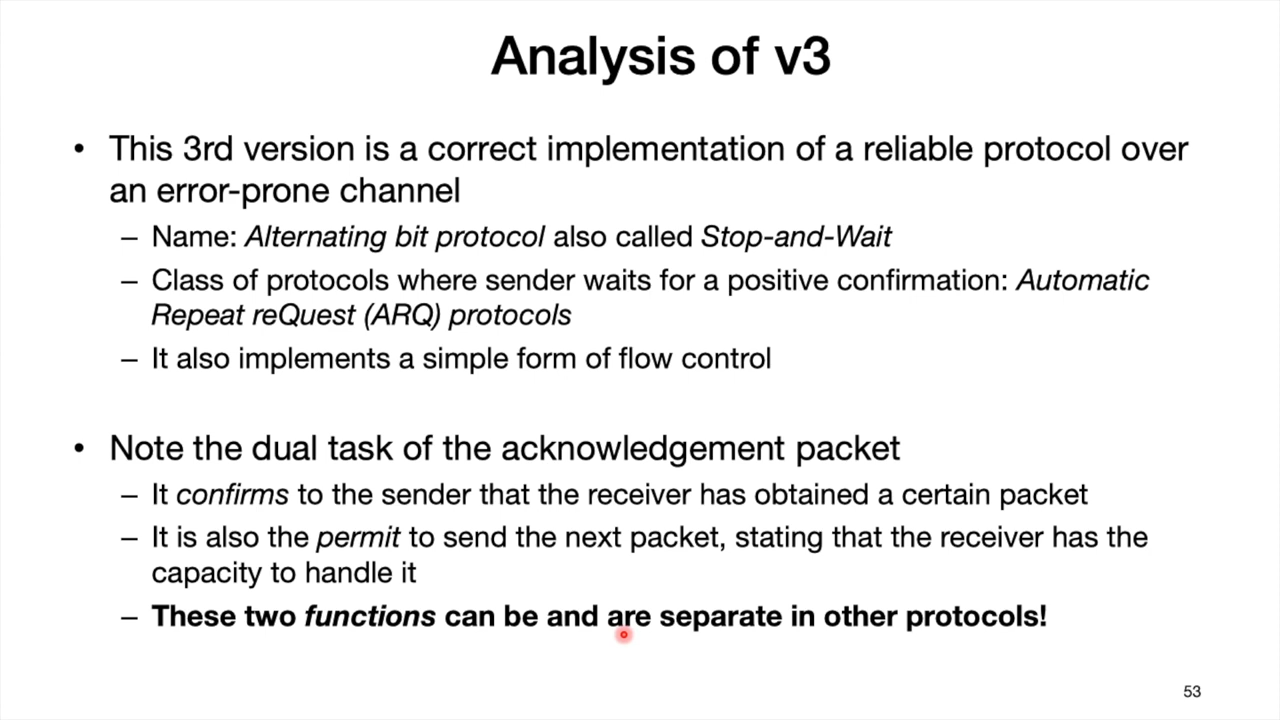 Analysis of v3
• This 3rd version is a correct implementation of a reliable protocol over
an error-prone channel
– Name: Alternating bit protocol also called Stop-and-Wait
– Class of protocols where sender waits for a positive confirmation: Automatic
Repeat reQuest (ARQ) protocols
– It also implements a simple form of flow control
• Note the dual task of the acknowledgement packet
– It confirms to the sender that the receiver has obtained a certain packet
– It is also the permit to send the next packet, stating that the receiver has the
capacity to handle it
– These two functions can be and are separate in other protocols!
53